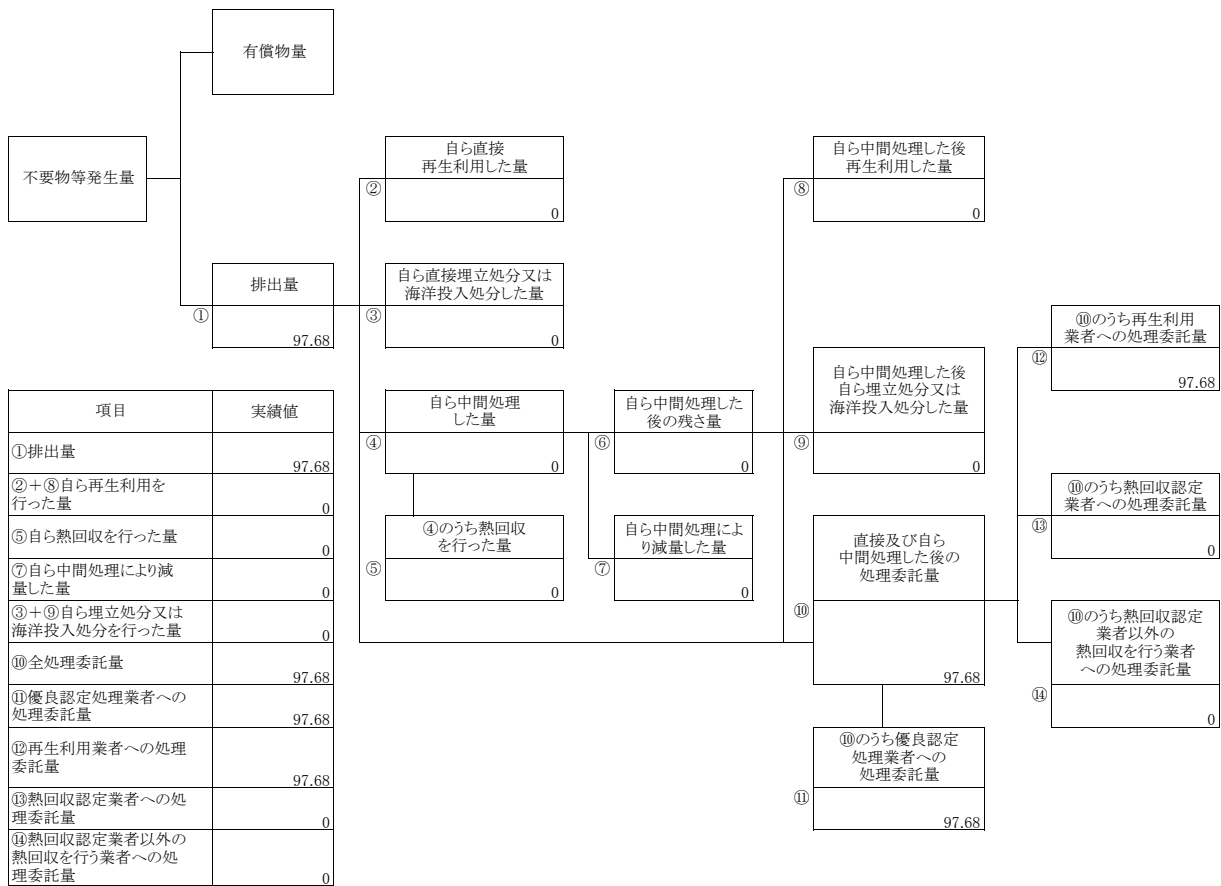 有償物量
不要物等発生量
自ら直接
再生利用した量
②
0
自ら中間処理した後
再生利用した量
⑧
0
排出量
①
97.68
自ら直接埋立処分又は
海洋投入処分した量
③
0
⑩のうち再生利用
業者への処理委託量
⑫
97.68
自ら中間処理
した量
④
0
自ら中間処理した
後の残さ量
⑥
0
自ら中間処理した後
自ら埋立処分又は
海洋投入処分した量
⑨
0
⑩のうち熱回収認定
業者への処理委託量
⑬
0
④のうち熱回収
を行った量
⑤
0
自ら中間処理によ
り減量した量
⑦
0
直接及び自ら
中間処理した後の
処理委託量
⑩
97.68
⑩のうち熱回収認定
業者以外の
熱回収を行う業者
への処理委託量
⑭
0
⑩のうち優良認定
処理業者への
処理委託量
⑪
97.68
項目 実績値
①排出量
97.68
②+⑧自ら再生利用を
行った量
0
⑤自ら熱回収を行った量
0
⑦自ら中間処理により減
量した量
0
③+⑨自ら埋立処分又は
海洋投入処分を行った量
0
⑩全処理委託量
97.68
⑪優良認定処理業者への
処理委託量
97.68
⑫再生利用業者への処理
委託量
97.68
⑬熱回収認定業者への処
理委託量
0
⑭熱回収認定業者以外の
熱回収を行う業者への処
理委託量
0